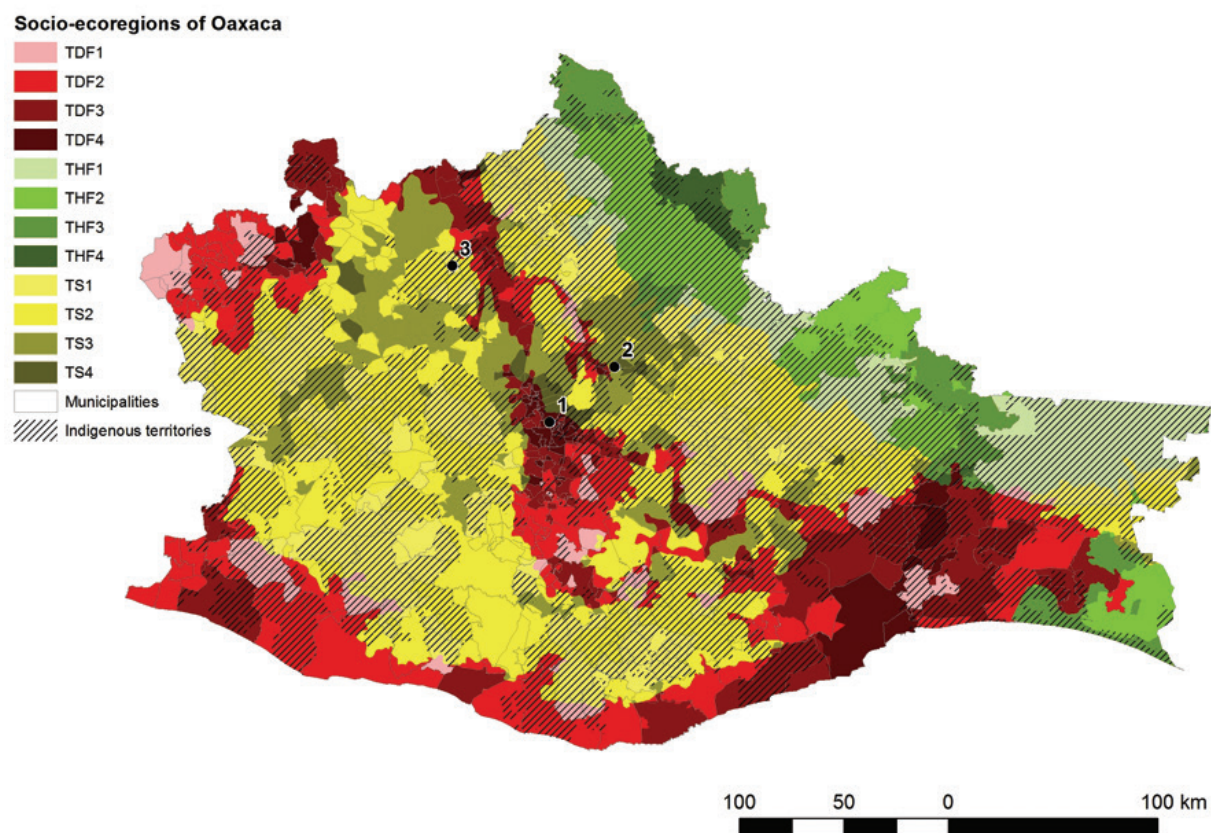 Socio-ecoregions of Oaxaca
TDF1
TDF2
TDF3
TDF4
THF1
THF2
THF3
THF4
TS1
TS2
TS3
TS4
Municipalities
Indigenous territories
3
2
1
100 50 0 100 km